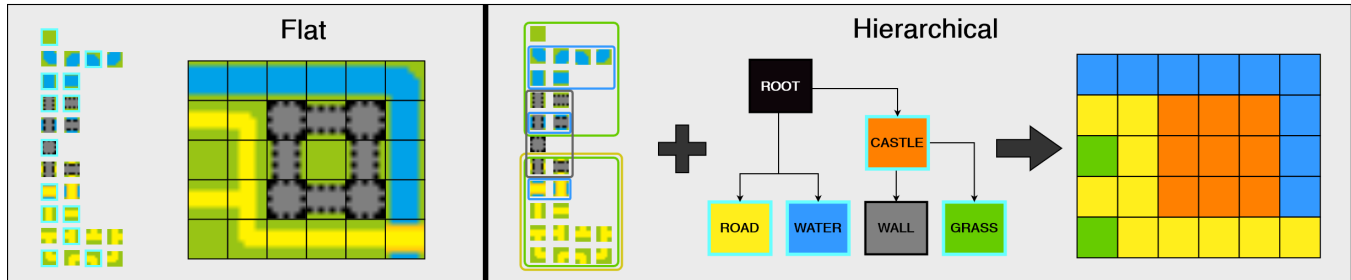 Flat
Hierarchical
ROOT
CASTLE
ROAD
WATER
WALL
GRASS